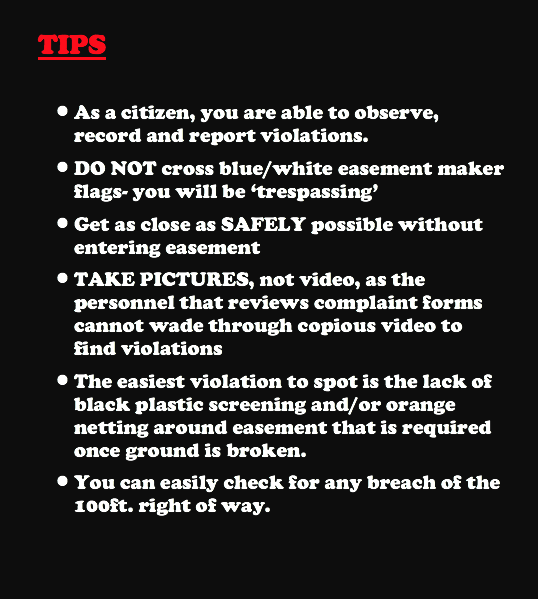 TIPS
• As a citizen, you are able to observe,
record and report violations.
• DO NOT cross blue/white easement maker
flags- you will be ‘trespassing’
• Get as close as SAFELY possible without
entering easement
• TAKE PICTURES, not video, as the
personnel that reviews complaint forms
cannot wade through copious video to
find violations
• The easiest violation to spot is the lack of
black plastic screening and/or orange
netting around easement that is required
once ground is broken.
• You can easily check for any breach of the
100ft. right of way.